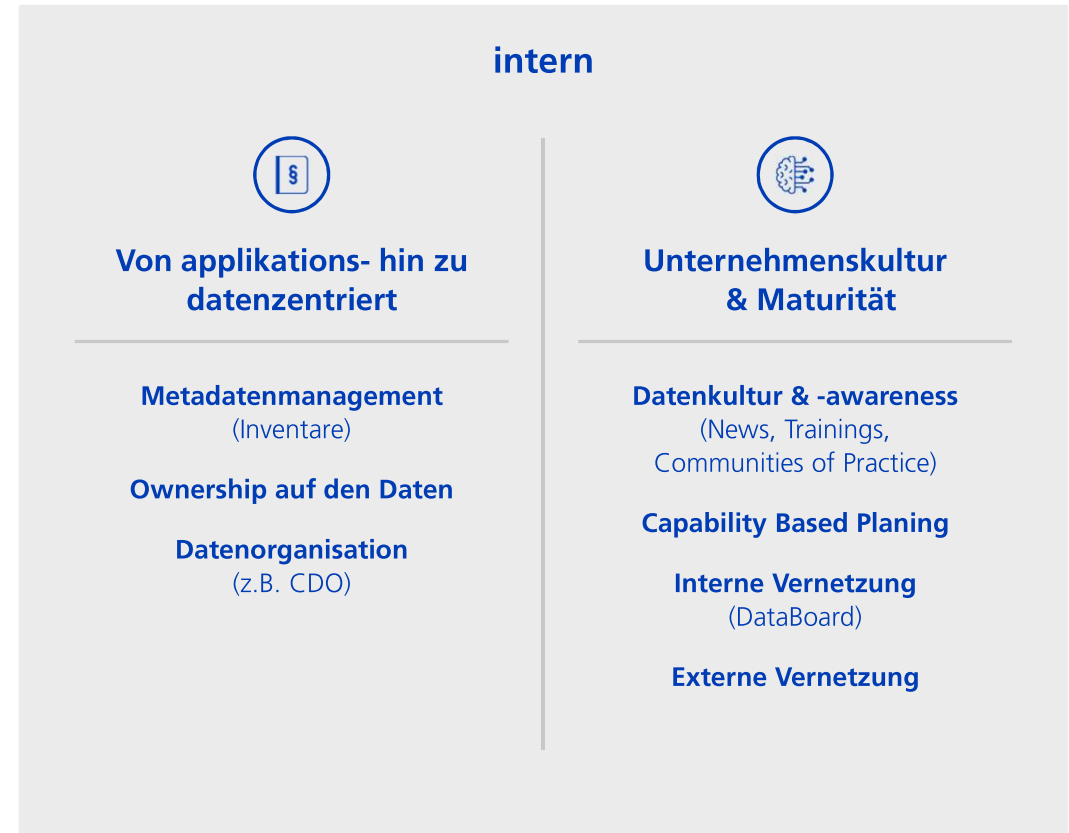 intern
§
Von applikations- hin zu
datenzentriert
Metadatenmanagement
(Inventare)
Ownership auf den Daten
Datenorganisation
(z.B. CDO)
Unternehmenskultur
& Maturität
Datenkultur & -awareness
(News, Trainings,
Communities of Practice)
Capability Based Planing
Interne Vernetzung
(DataBoard)
Externe Vernetzung